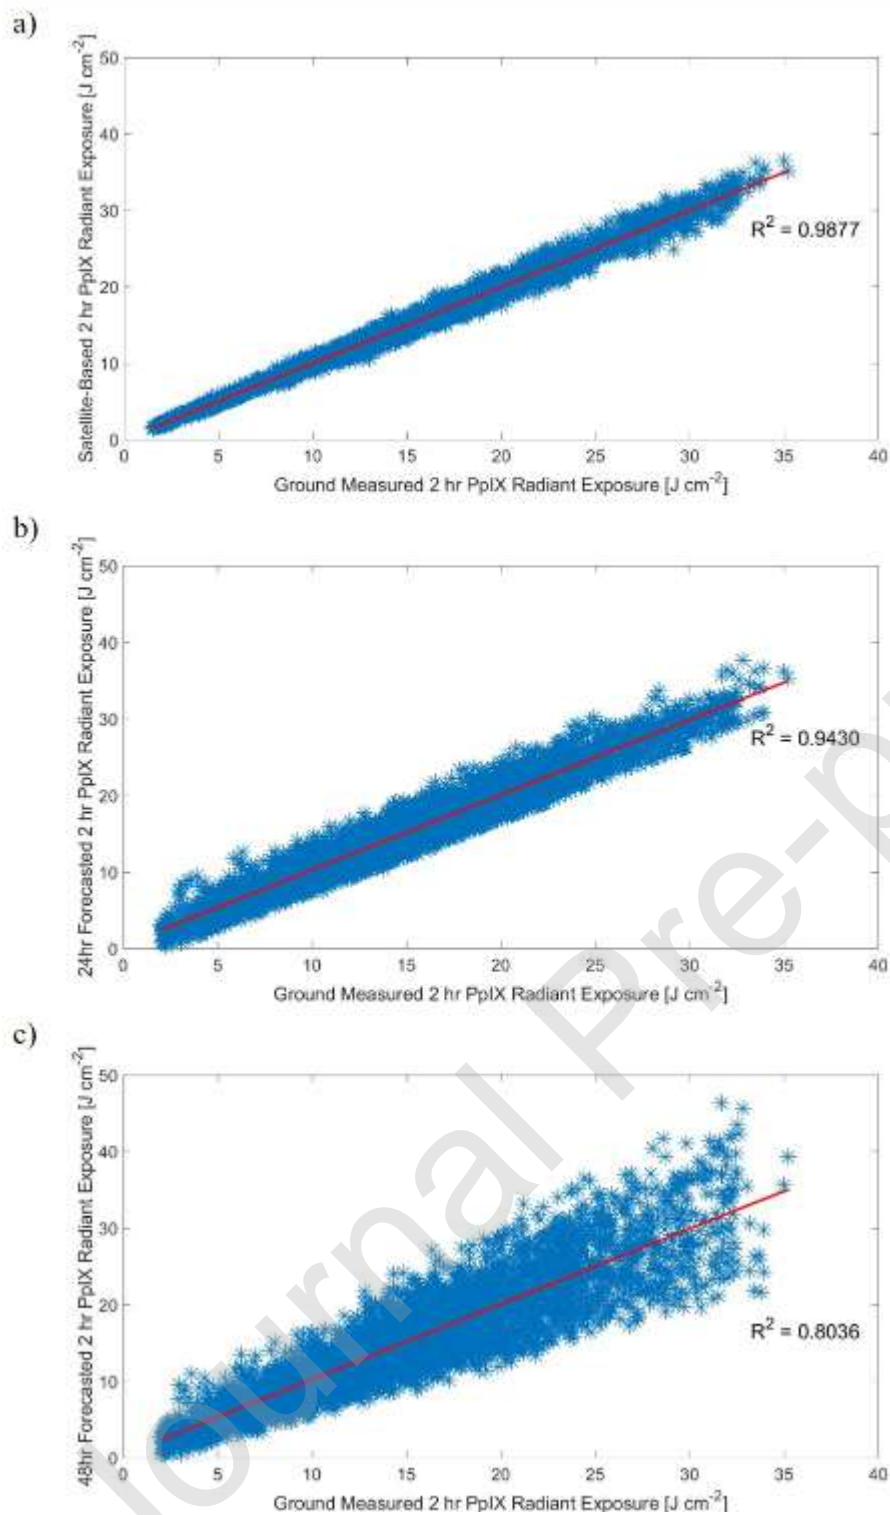 a)
Satellite-Based 2 hr PpIX Radiant Exposure [J cm-2]
50
40
30
20
10
0
R2 = 0.9877
0 5 10 15 20 25 30 35 40
Ground Measured 2 hr PpIX Radiant Exposure [J cm-2]
b)
24hr Forecasted 2 hr PpIX Radiant Exposure [J cm-2]
50
40
30
20
10
0
R2 = 0.9430
0 5 10 15 20 25 30 35 40
Ground Measured 2 hr PpIX Radiant Exposure [J cm-2]
c)
48hr Forecasted 2 hr PpIX Radiant Exposure [J cm-2]
50
40
30
20
10
0
R2 = 0.8036
0 5 10 15 20 25 30 35 40
Ground Measured 2 hr PpIX Radiant Exposure [J cm-2]
Journal Pre-p